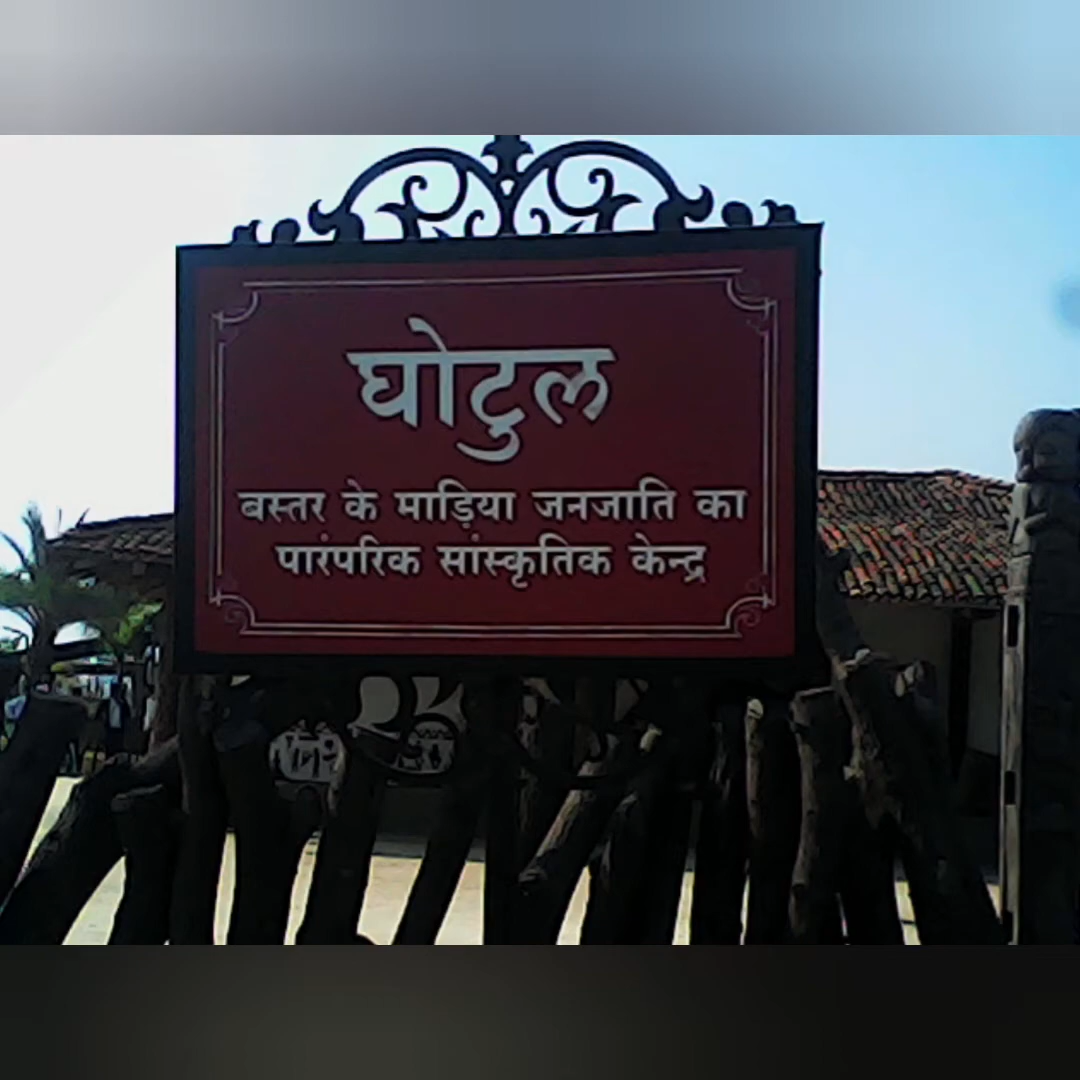 घोटुल
बस्तर के माड़िया जनजाति का
पारंपरिक सांस्कृतिक केन्द्र